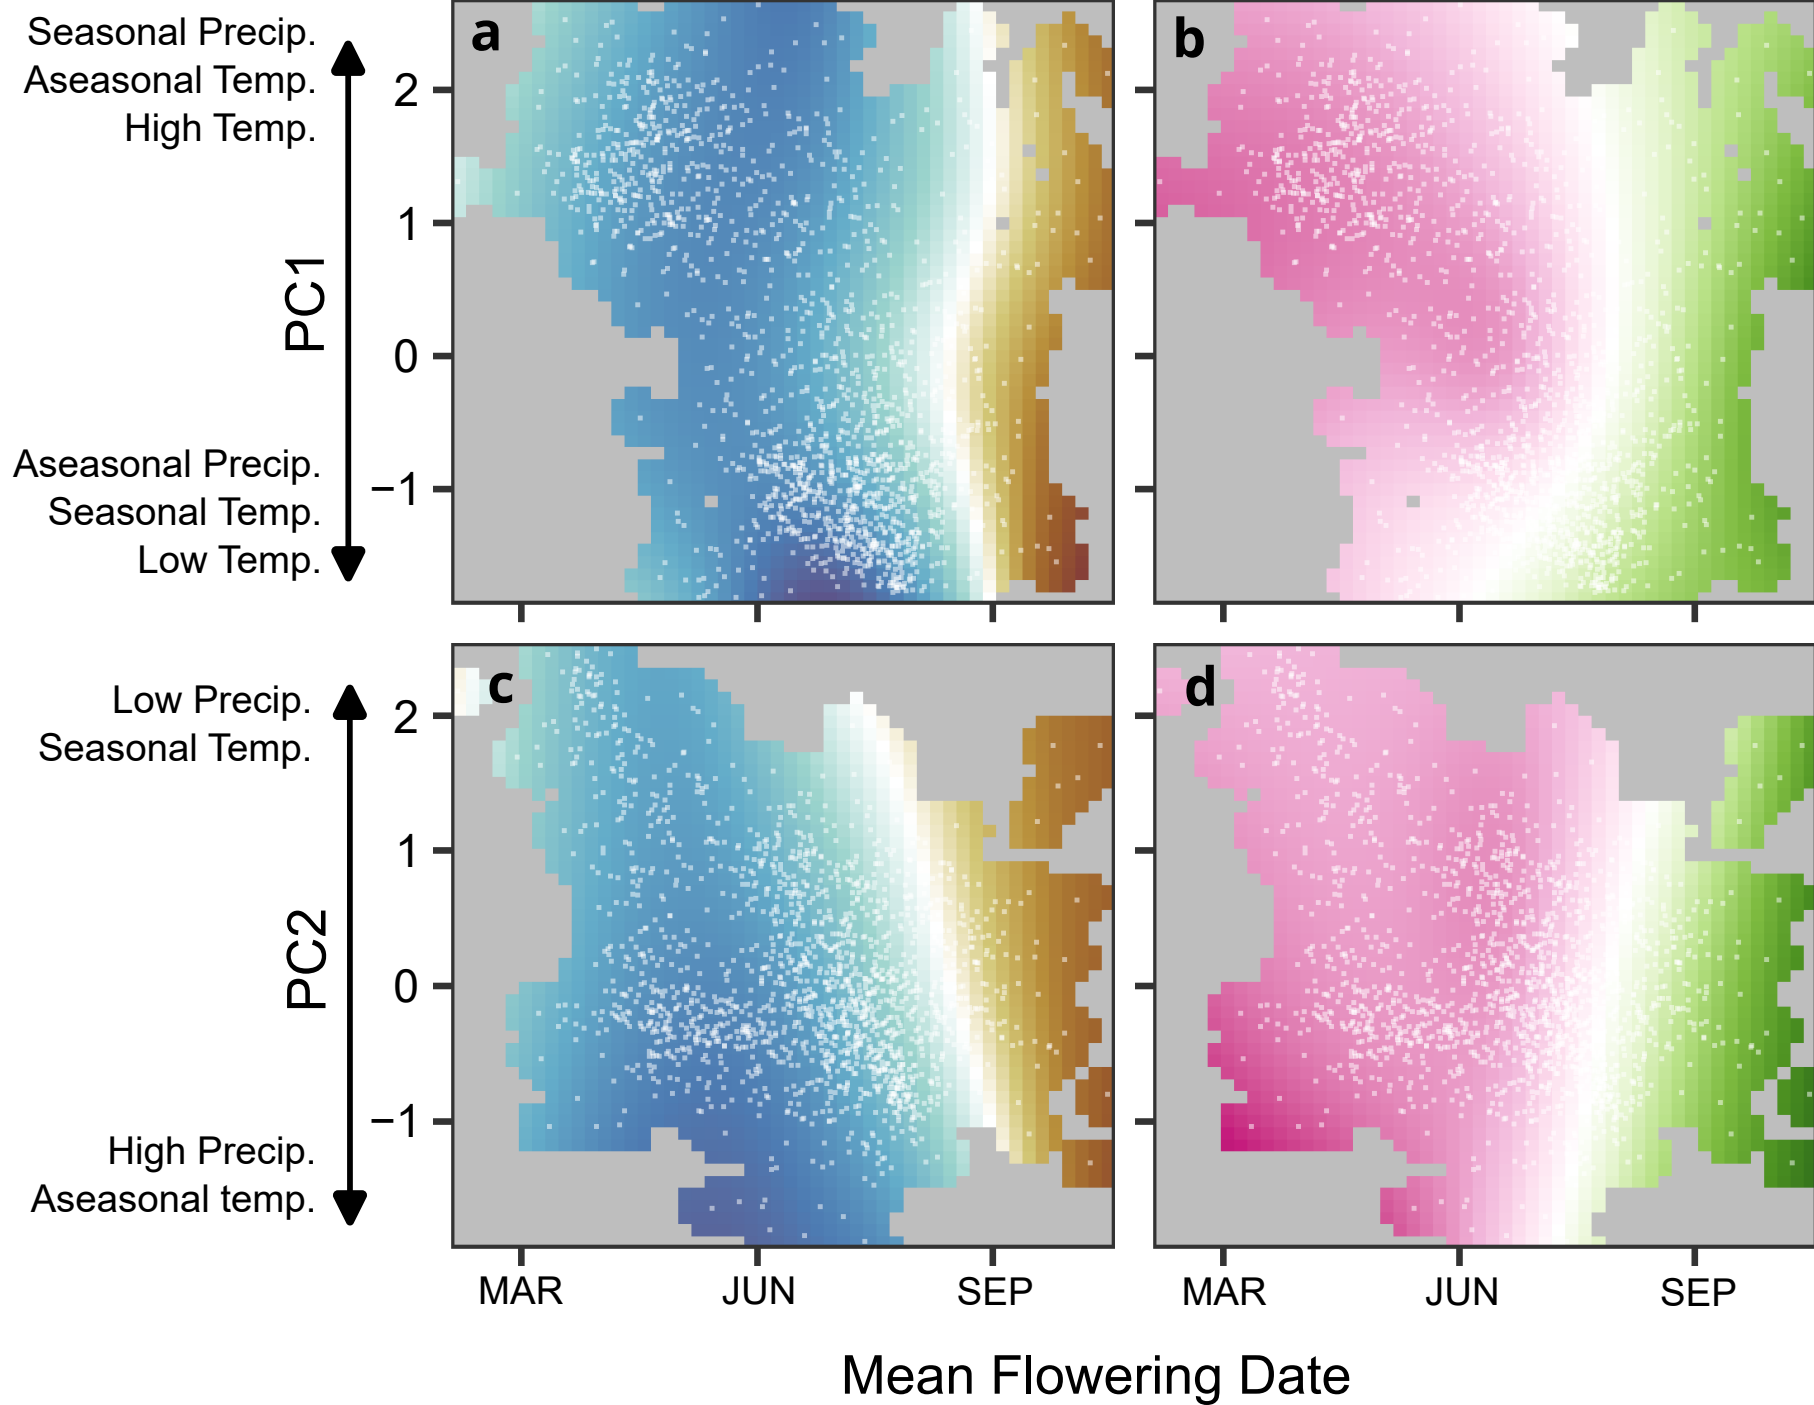 a
b
Seasonal Precip.
Aseasonal Temp.
High Temp.
2
1
PC1
0
Aseasonal Precip.
−1
Seasonal Temp.
Low Temp.
c
d
Low Precip.
2
Seasonal Temp.
1
PC2
0
−1
High Precip.
Aseasonal temp.
MAR JUN SEP MAR JUN SEP
Mean Flowering Date